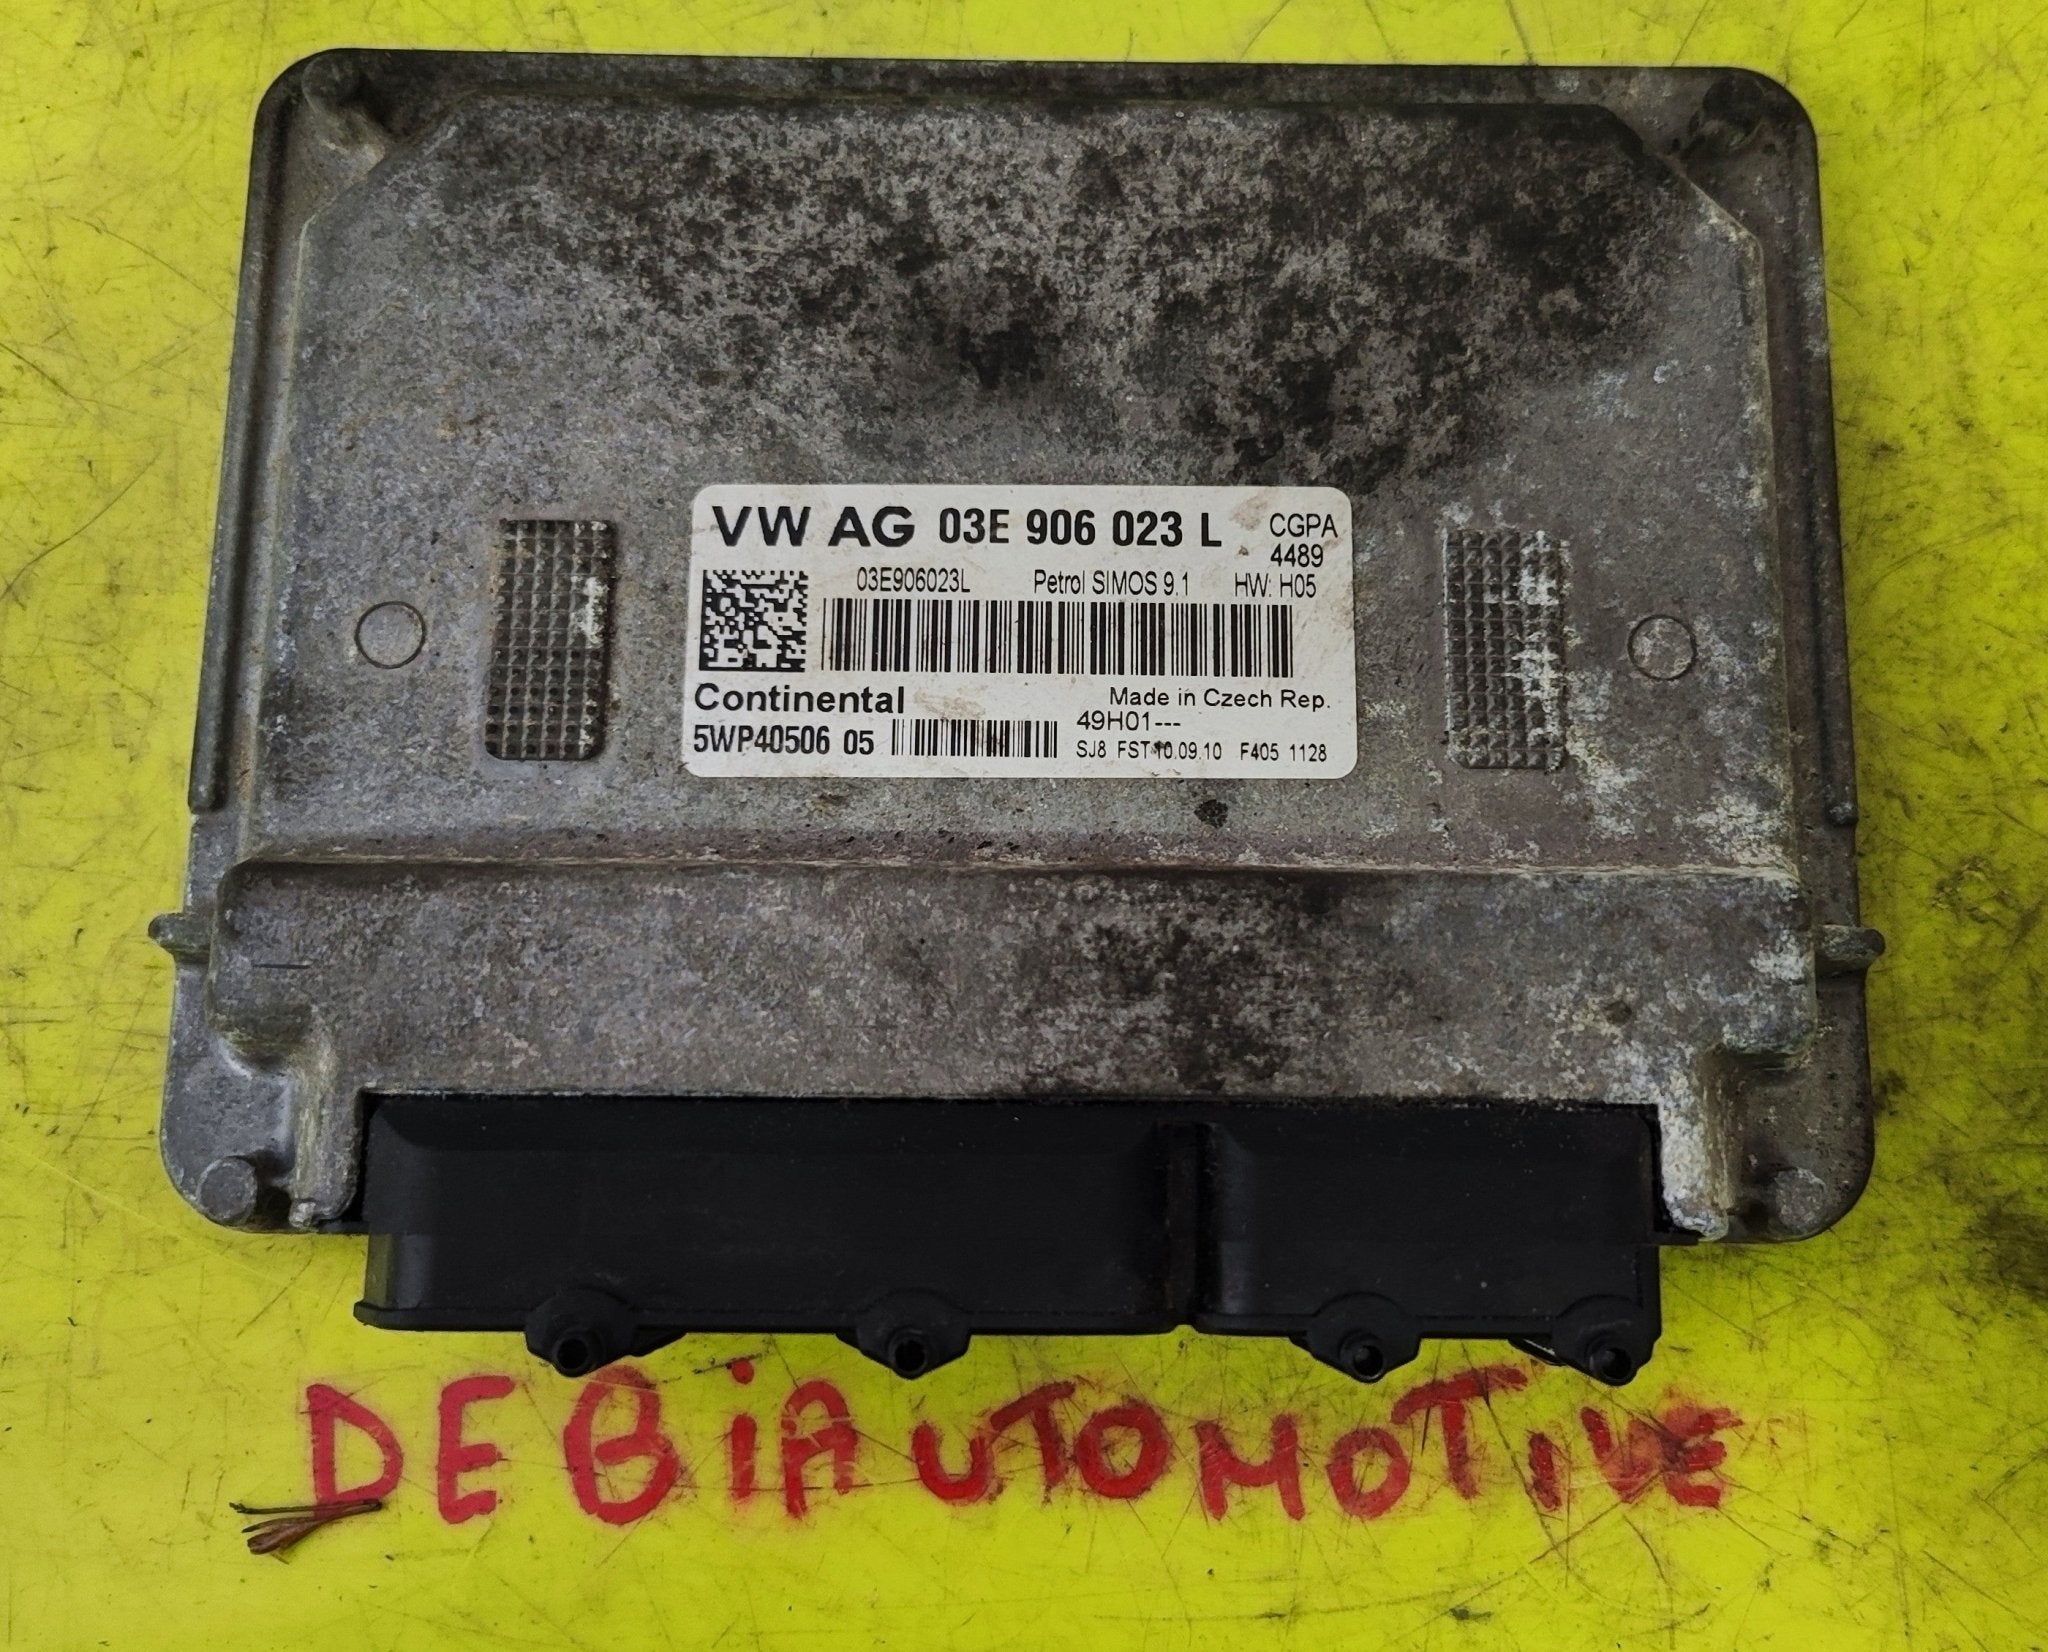 VW AG 03E 906 023 L CGPA
4489
03E906023L Petrol SIMOS 9.1 HW: H05
Continental Made in Czech Rep.
49H01---
5WP40506 05 SJ8 FST 10.09.10 F405 1128
DEBIAUTOMOTIVE